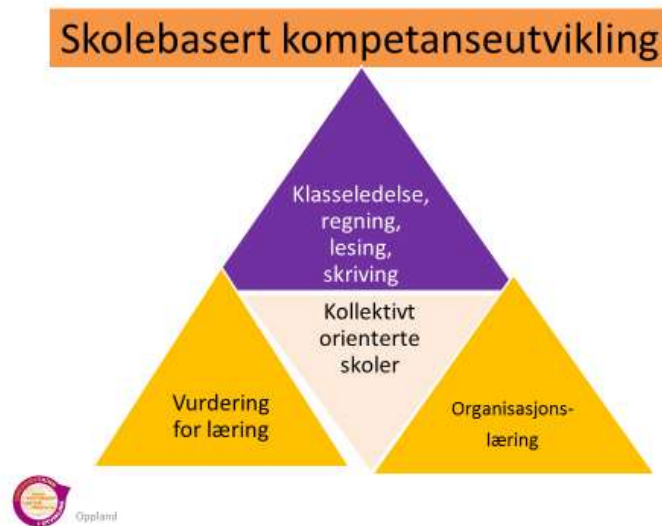 Skolebasert kompetanseutvikling
Klasseledelse,
regning,
lesing,
skriving
Kollektivt
orienterte
skoler
Vurdering
for læring
Organisasjons-
læring
Oppland